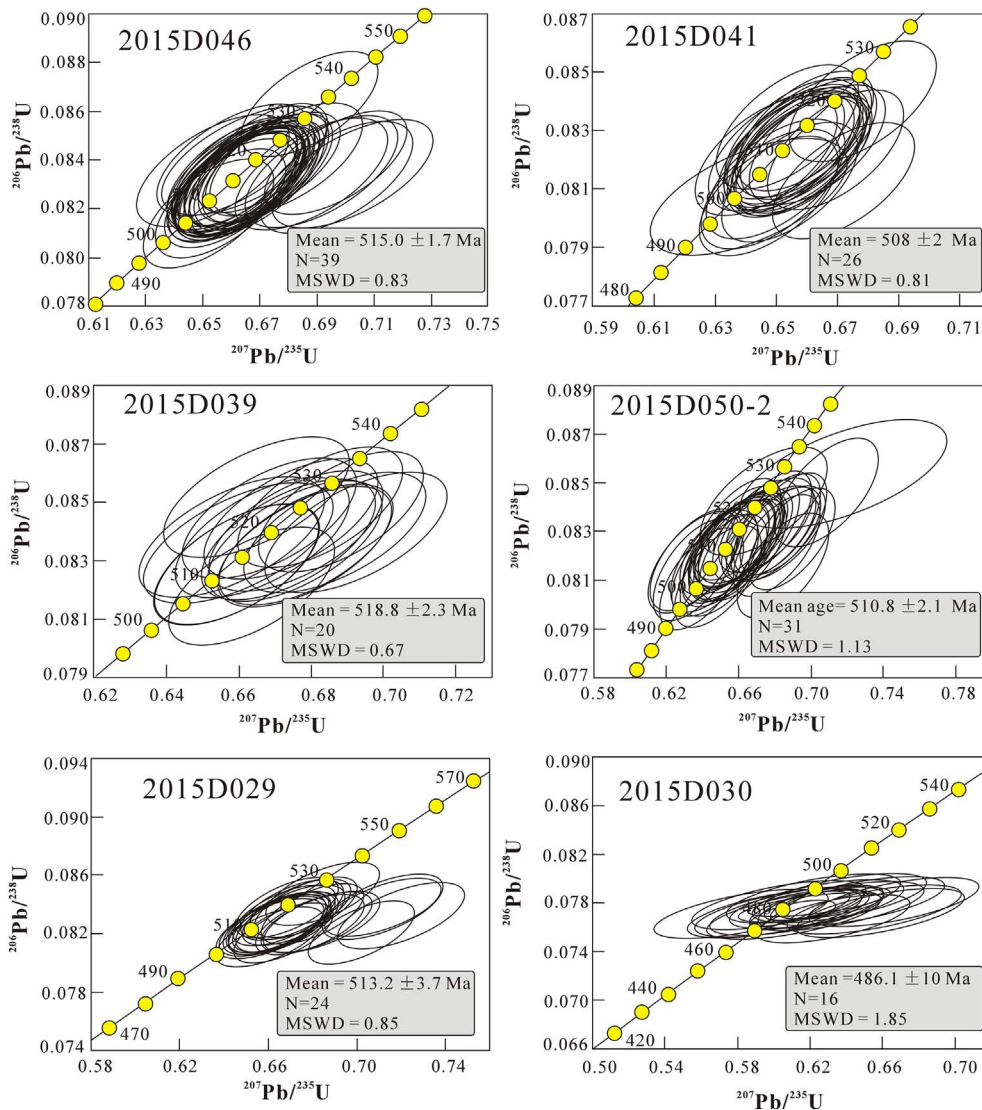 2015D046
0.090
0.088
0.086
0.084
0.082
0.080
0.078
²⁰⁶Pb/²³⁸U
550
540
530
520
500
490
Mean = 515.0 ±1.7 Ma
N=39
MSWD = 0.83
0.61 0.63 0.65 0.67 0.69 0.71 0.73 0.75
²⁰⁷Pb/²³⁵U
2015D041
0.087
0.085
0.083
0.081
0.079
0.077
²⁰⁶Pb/²³⁸U
530
520
510
500
490
480
Mean = 508 ±2 Ma
N=26
MSWD = 0.81
0.59 0.61 0.63 0.65 0.67 0.69 0.71
²⁰⁷Pb/²³⁵U
2015D039
0.089
0.087
0.085
0.083
0.081
0.079
²⁰⁶Pb/²³⁸U
540
530
520
510
500
Mean = 518.8 ±2.3 Ma
N=20
MSWD = 0.67
0.62 0.64 0.66 0.68 0.70 0.72
²⁰⁷Pb/²³⁵U
2015D050-2
0.089
0.087
0.085
0.083
0.081
0.079
0.077
²⁰⁶Pb/²³⁸U
540
530
500
490
Mean age= 510.8 ±2.1 Ma
N=31
MSWD = 1.13
0.58 0.62 0.66 0.70 0.74 0.78
²⁰⁷Pb/²³⁵U
2015D029
0.094
0.090
0.086
0.082
0.078
0.074
²⁰⁶Pb/²³⁸U
570
550
530
510
490
470
Mean = 513.2 ±3.7 Ma
N=24
MSWD = 0.85
0.58 0.62 0.66 0.70 0.74
²⁰⁷Pb/²³⁵U
2015D030
0.090
0.086
0.082
0.078
0.074
0.070
0.066
²⁰⁶Pb/²³⁸U
540
520
500
480
460
440
420
Mean =486.1 ±10 Ma
N=16
MSWD = 1.85
0.50 0.54 0.58 0.62 0.66 0.70
²⁰⁷Pb/²³⁵U